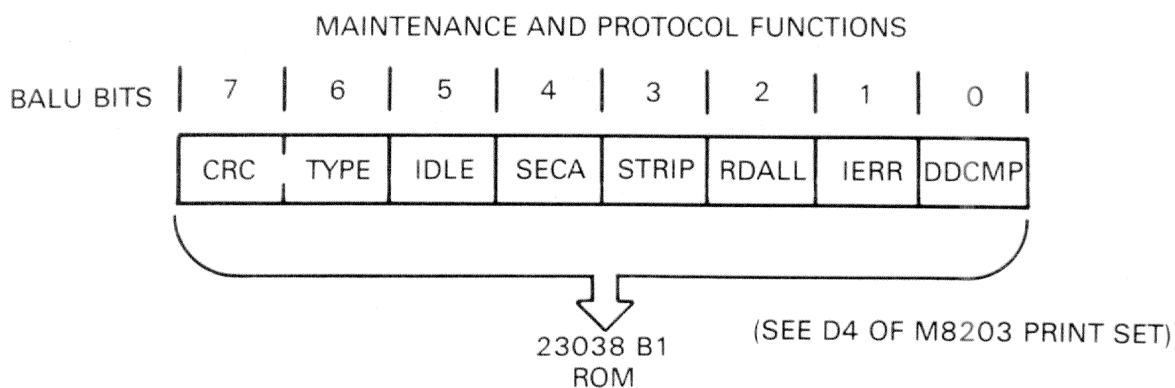 MAINTENANCE AND PROTOCOL FUNCTIONS
BALU BITS 7 6 5 4 3 2 1 0
CRC TYPE IDLE SECA STRIP RDALL IERR DDCMP
23038 B1 (SEE D4 OF M8203 PRINT SET)
ROM